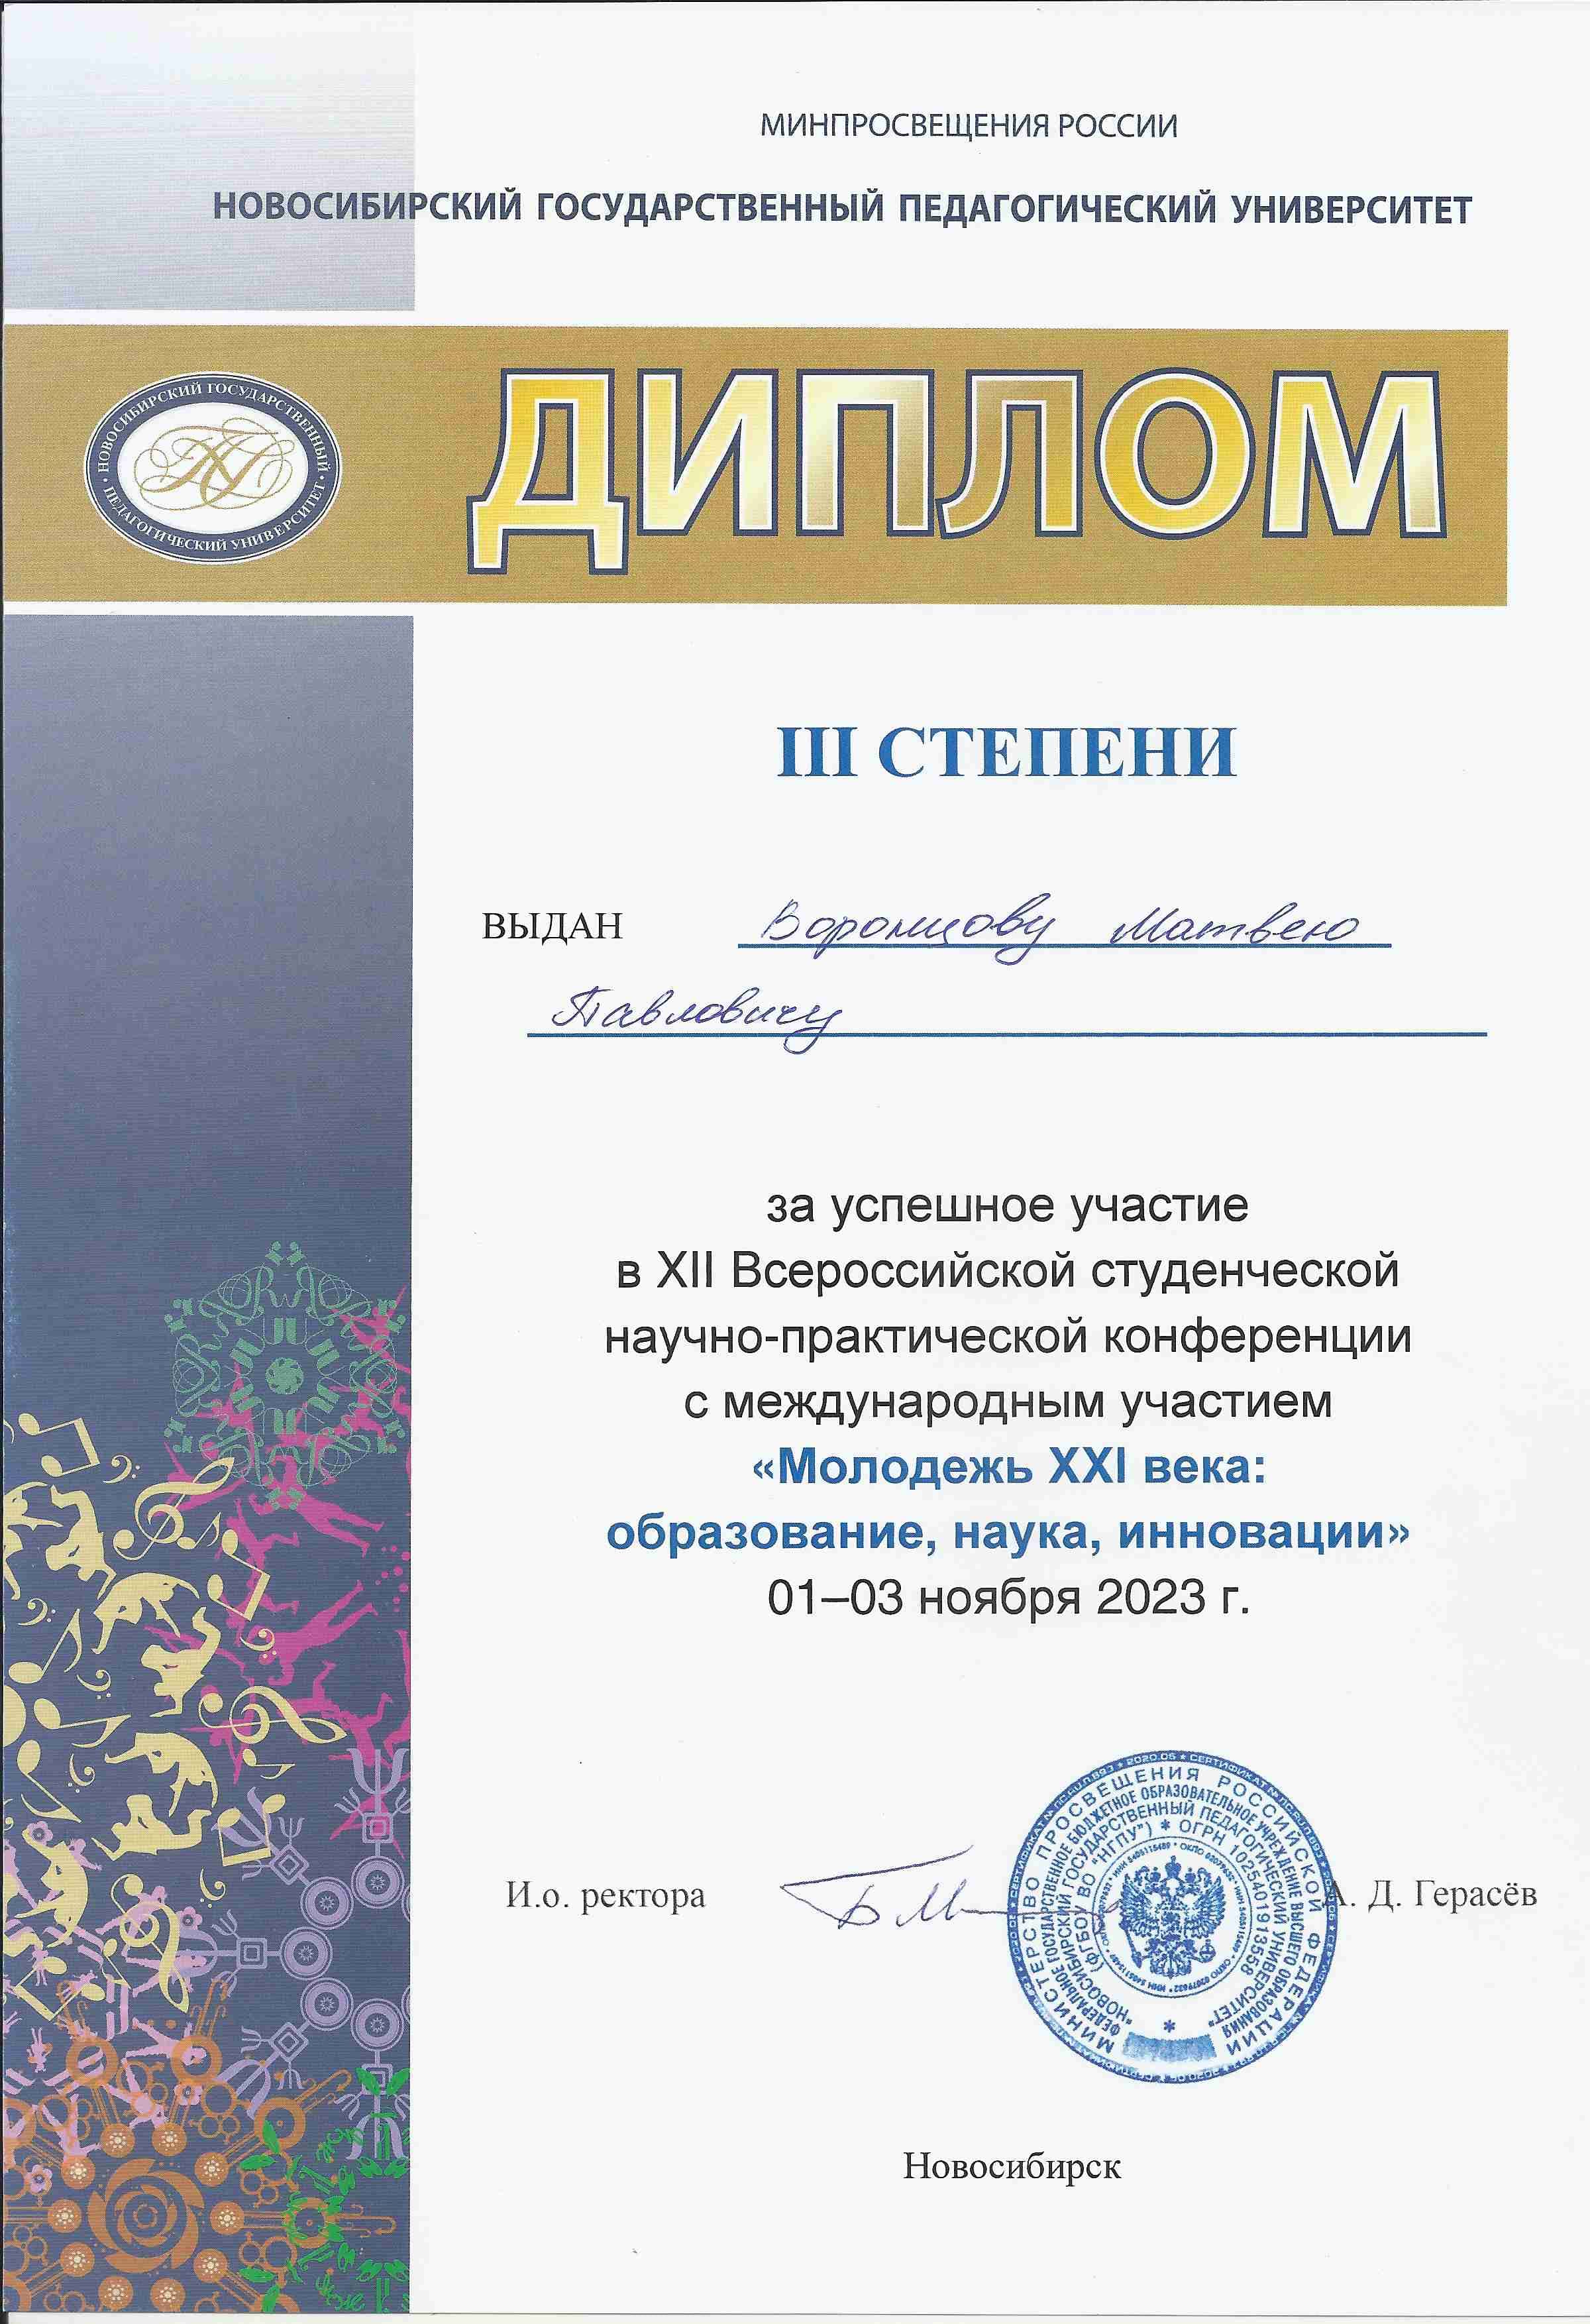 МИНПРОСВЕЩЕНИЯ РОССИИ
НОВОСИБИРСКИЙ ГОСУДАРСТВЕННЫЙ ПЕДАГОГИЧЕСКИЙ УНИВЕРСИТЕТ
НОВОСИБИРСКИЙ ГОСУДАРСТВЕННЫЙ
ПЕДАГОГИЧЕСКИЙ УНИВЕРСИТЕТ
ДИПЛОМ
III СТЕПЕНИ
ВЫДАН Воронцову Матвею
Павловичу
за успешное участие
в XII Всероссийской студенческой
научно-практической конференции
с международным участием
«Молодежь XXI века:
образование, наука, инновации»
01–03 ноября 2023 г.
И.о. ректора
А. Д. Герасёв
МИНИСТЕРСТВО ПРОСВЕЩЕНИЯ РОССИЙСКОЙ ФЕДЕРАЦИИ
ФЕДЕРАЛЬНОЕ ГОСУДАРСТВЕННОЕ БЮДЖЕТНОЕ ОБРАЗОВАТЕЛЬНОЕ УЧРЕЖДЕНИЕ ВЫСШЕГО ОБРАЗОВАНИЯ
"НОВОСИБИРСКИЙ ГОСУДАРСТВЕННЫЙ ПЕДАГОГИЧЕСКИЙ УНИВЕРСИТЕТ"
(ФГБОУ ВО "НГПУ") * ОГРН 1025401913558
Новосибирск